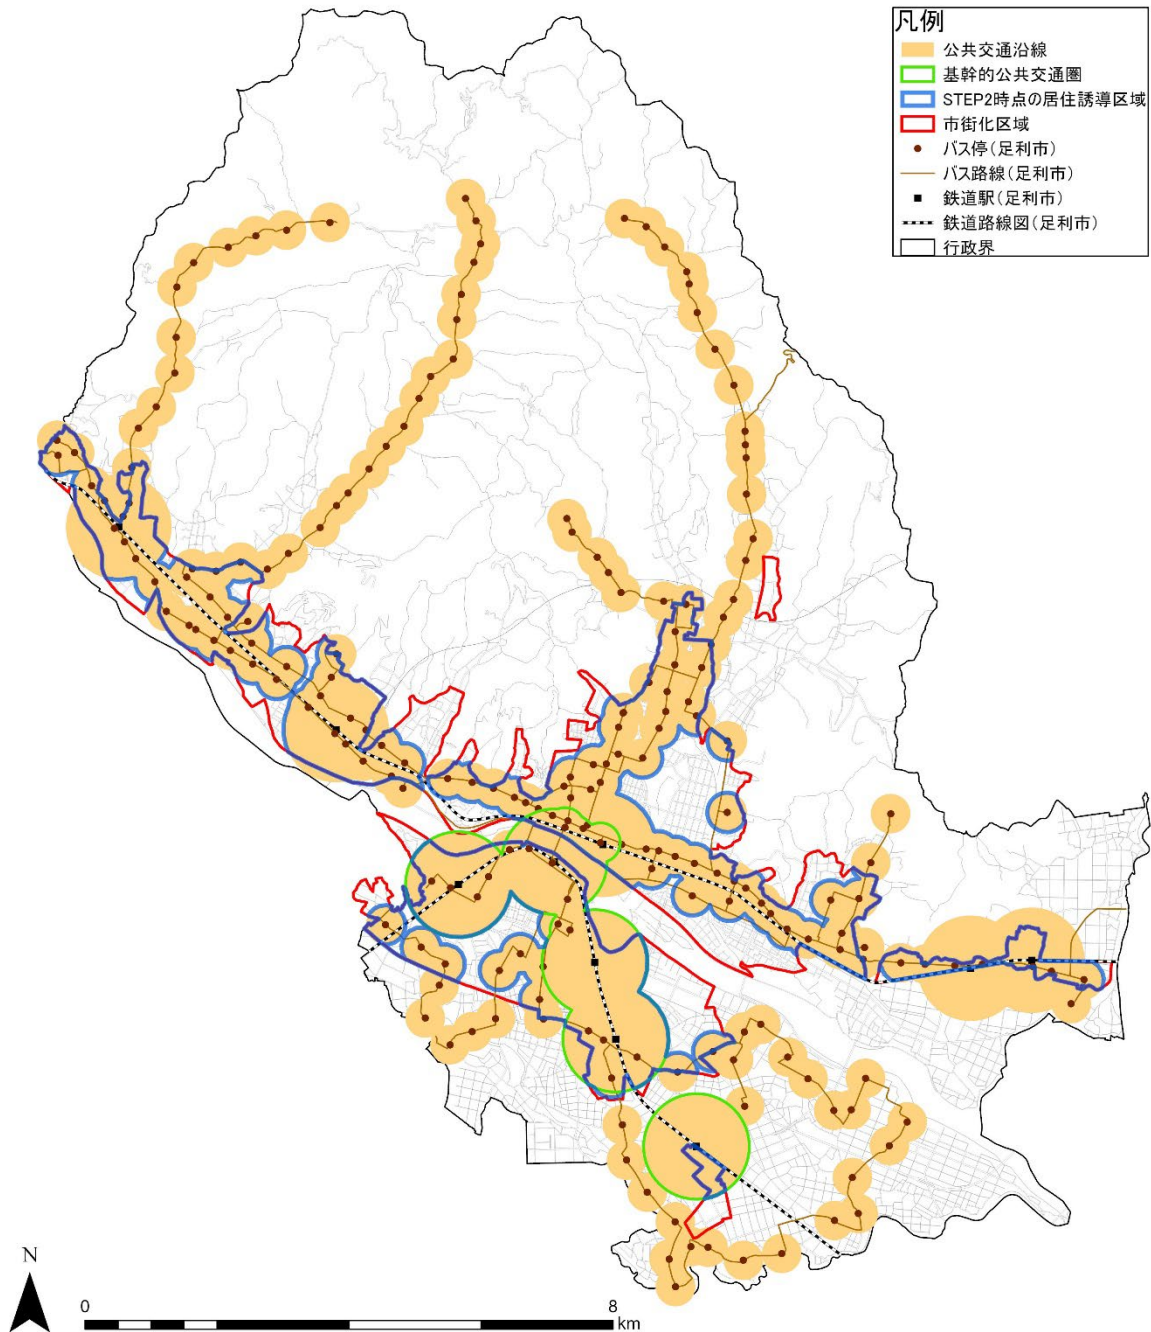 凡例
公共交通沿線
基幹的公共交通圏
STEP2時点の居住誘導区域
市街化区域
バス停(足利市)
バス路線(足利市)
鉄道駅(足利市)
鉄道路線図(足利市)
行政界
N
0 8
km